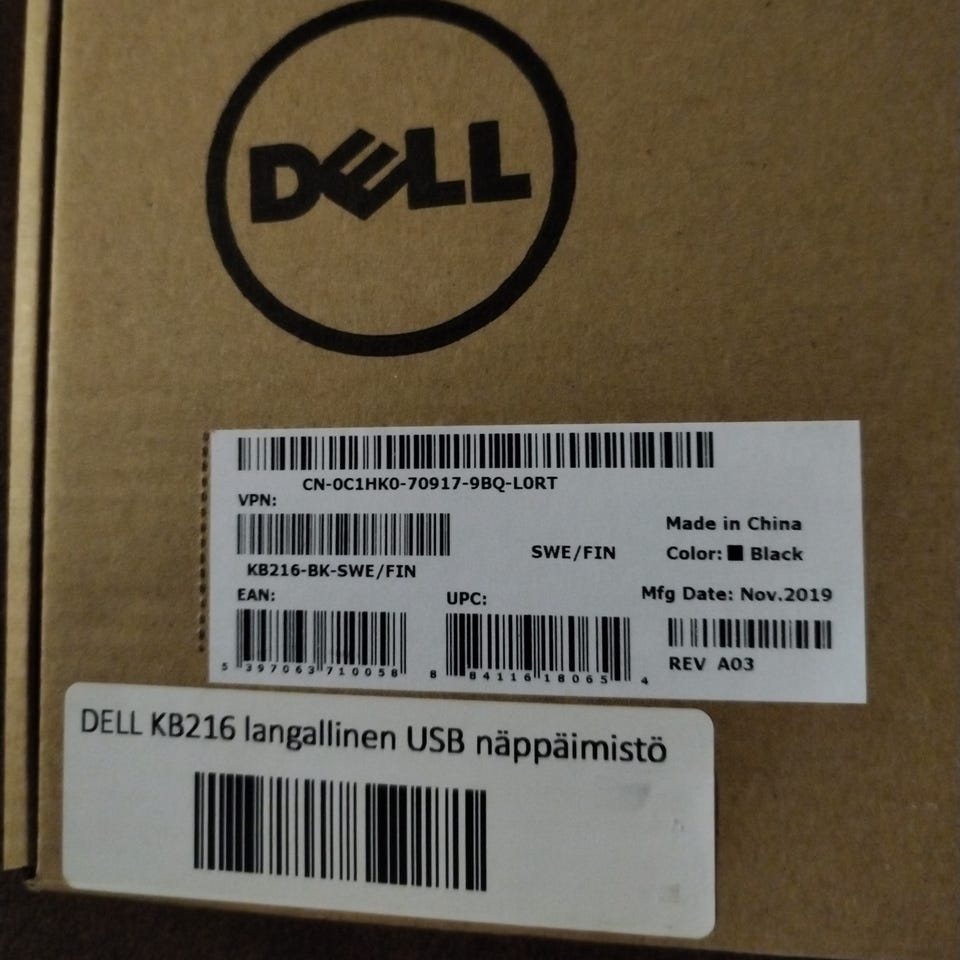 DELL
CN-0C1HK0-70917-9BQ-L0RT
VPN:
KB216-BK-SWE/FIN
SWE/FIN
Made in China
Color: Black
EAN:
5 397063 710058
UPC:
8 84116 18065 4
Mfg Date: Nov.2019
REV A03
DELL KB216 langallinen USB näppäimistö